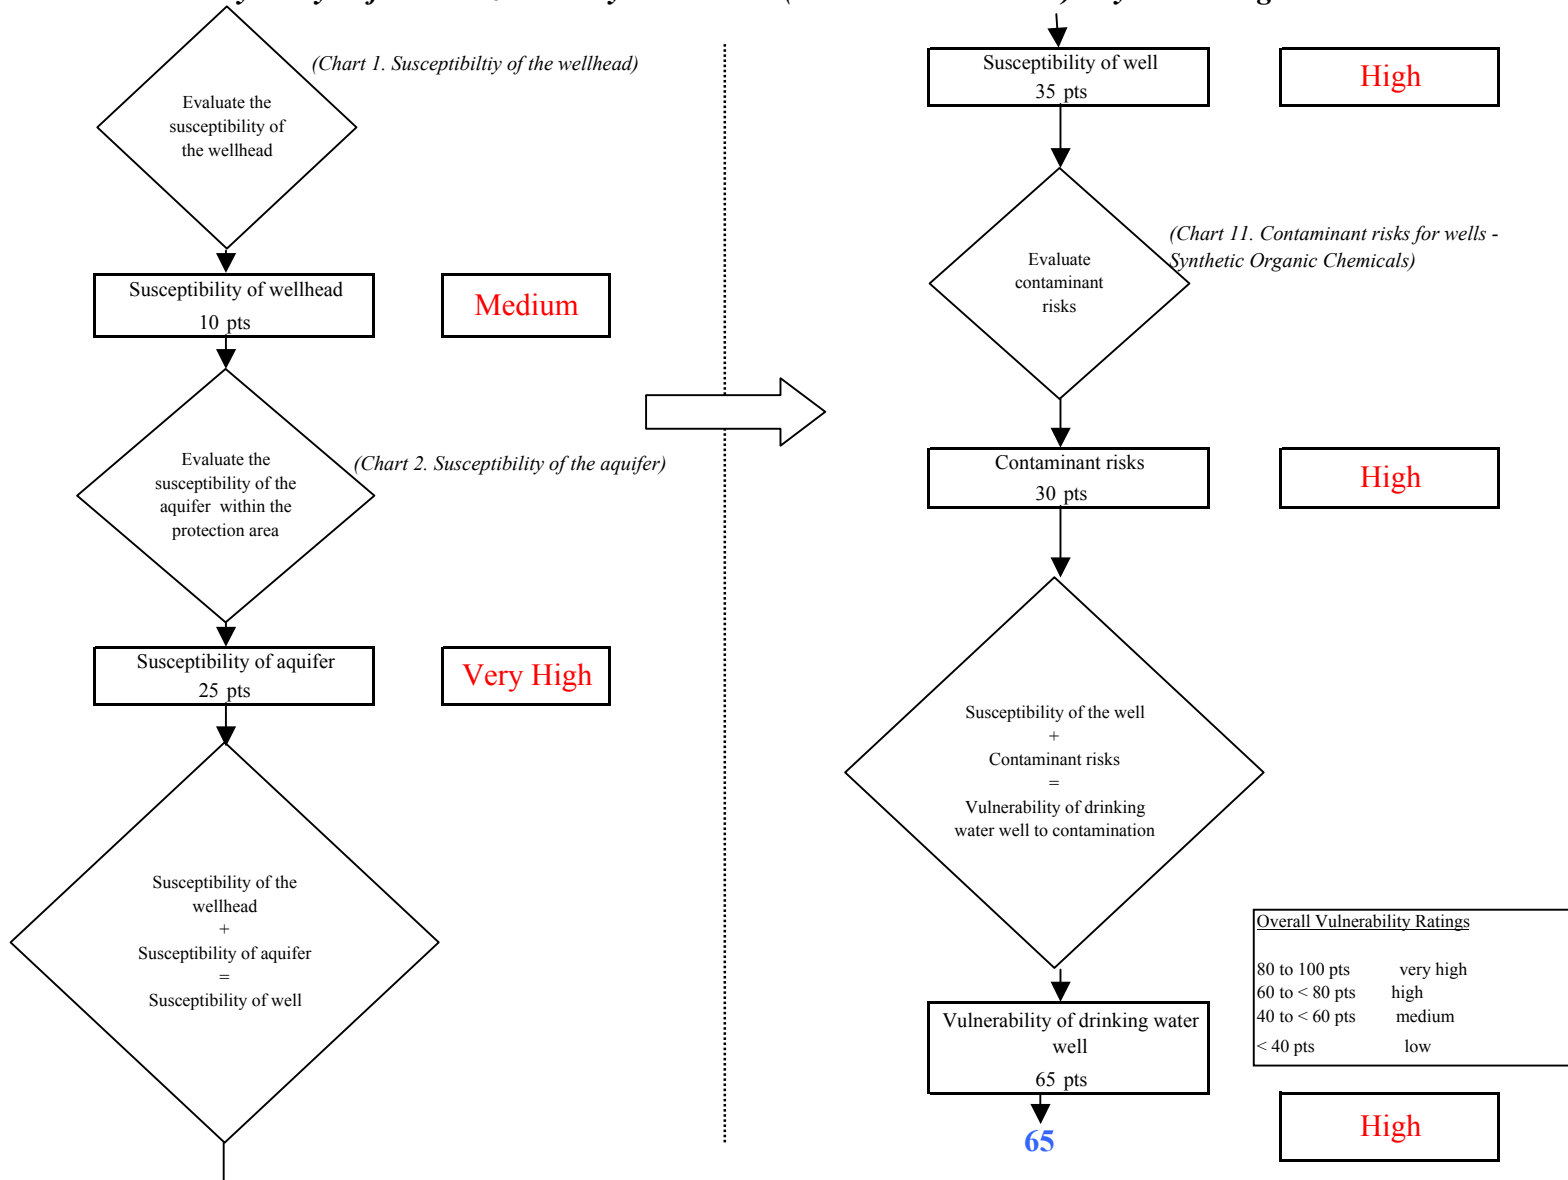 (Chart 1. Susceptibiltiy of the wellhead)
Evaluate the
susceptibility of
the wellhead
Susceptibility of wellhead
10 pts
Medium
Evaluate the
susceptibility of the
aquifer within the
protection area
(Chart 2. Susceptibility of the aquifer)
Susceptibility of aquifer
25 pts
Very High
Susceptibility of the
wellhead
+
Susceptibility of aquifer
=
Susceptibility of well
Susceptibility of well
35 pts
High
(Chart 11. Contaminant risks for wells -
Synthetic Organic Chemicals)
Evaluate
contaminant
risks
Contaminant risks
30 pts
High
Susceptibility of the well
+
Contaminant risks
=
Vulnerability of drinking
water well to contamination
Overall Vulnerability Ratings
80 to 100 pts very high
60 to < 80 pts high
40 to < 60 pts medium
< 40 pts low
Vulnerability of drinking water
well
65 pts
65
High